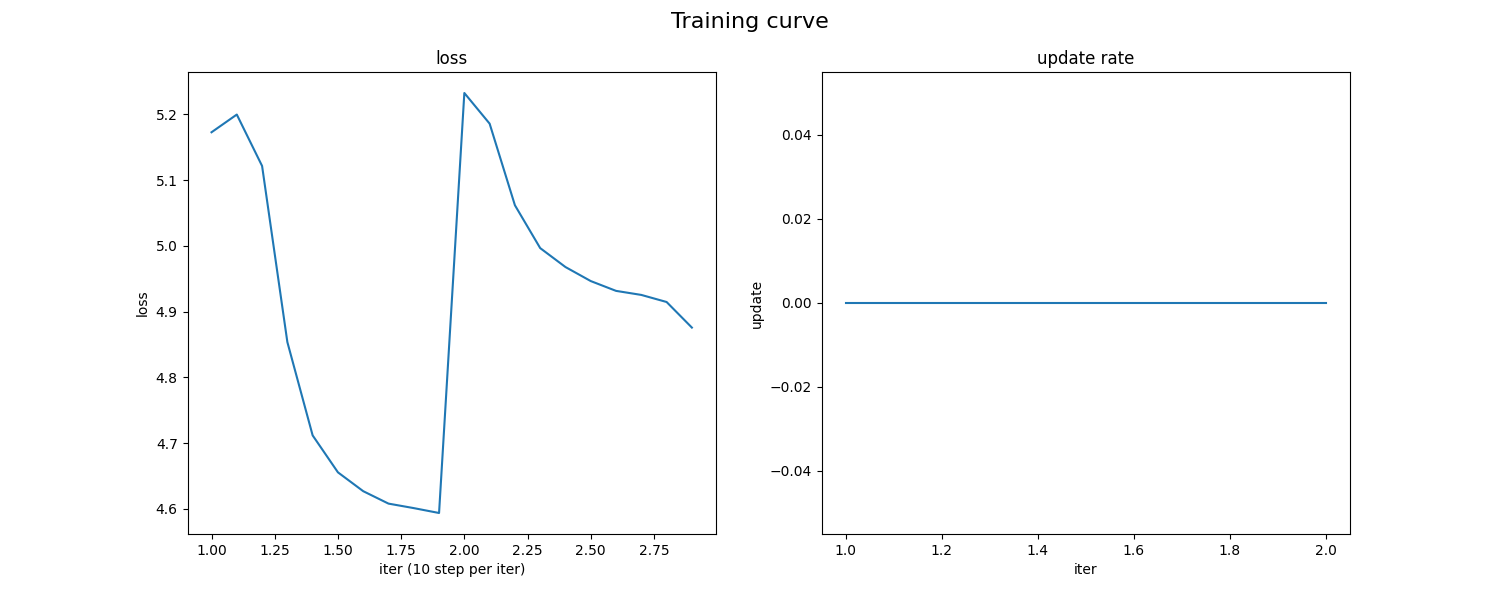 Training curve
loss
5.2
5.1
5.0
4.9
4.8
4.7
4.6
loss
1.00 1.25 1.50 1.75 2.00 2.25 2.50 2.75
iter (10 step per iter)
update rate
0.04
0.02
0.00
−0.02
−0.04
update
1.0 1.2 1.4 1.6 1.8 2.0
iter